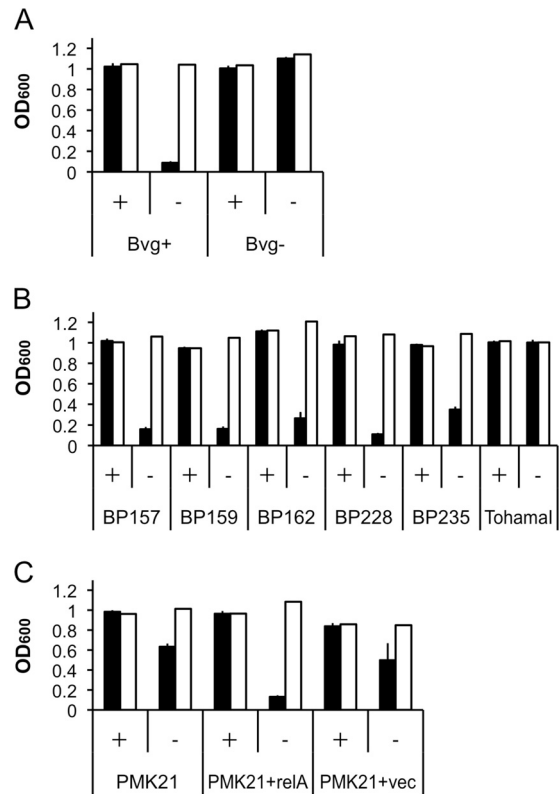 A
OD600
1.2
1
0.8
0.6
0.4
0.2
0
+ - + -
Bvg+ Bvg-
B
OD600
1.2
1
0.8
0.6
0.4
0.2
0
+ - + - + - + - + - + -
BP157 BP159 BP162 BP228 BP235 TohamaI
C
OD600
1.2
1
0.8
0.6
0.4
0.2
0
+ - + - + -
PMK21 PMK21+relA PMK21+vec